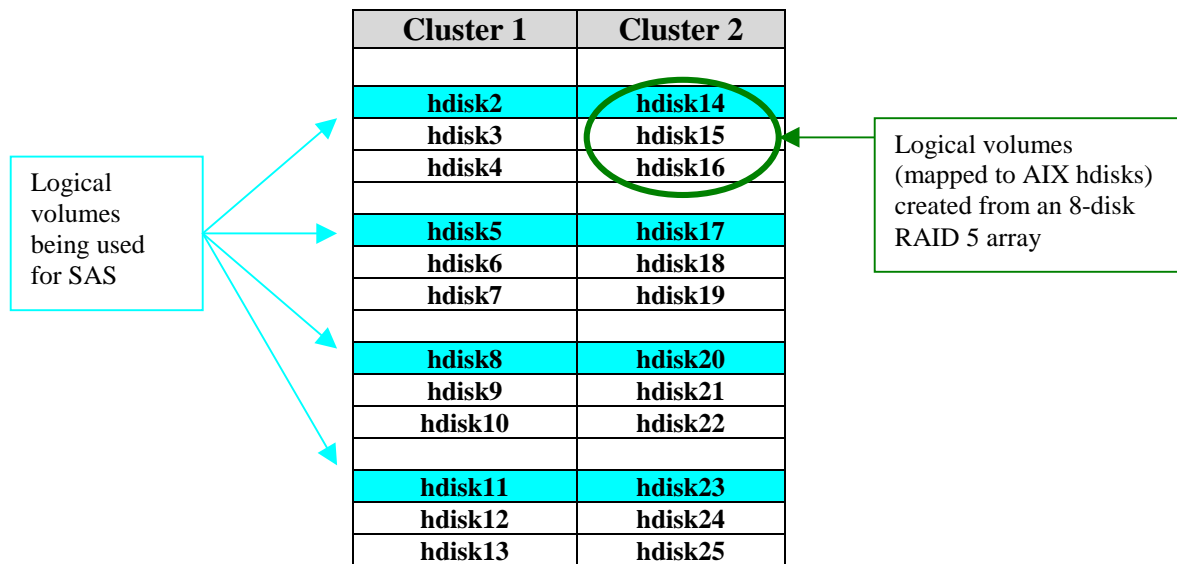 Cluster 1 Cluster 2
hdisk2 hdisk14
hdisk3 hdisk15
hdisk4 hdisk16
hdisk5 hdisk17
hdisk6 hdisk18
hdisk7 hdisk19
hdisk8 hdisk20
hdisk9 hdisk21
hdisk10 hdisk22
hdisk11 hdisk23
hdisk12 hdisk24
hdisk13 hdisk25
Logical
volumes
being used
for SAS
Logical volumes
(mapped to AIX hdisks)
created from an 8-disk
RAID 5 array